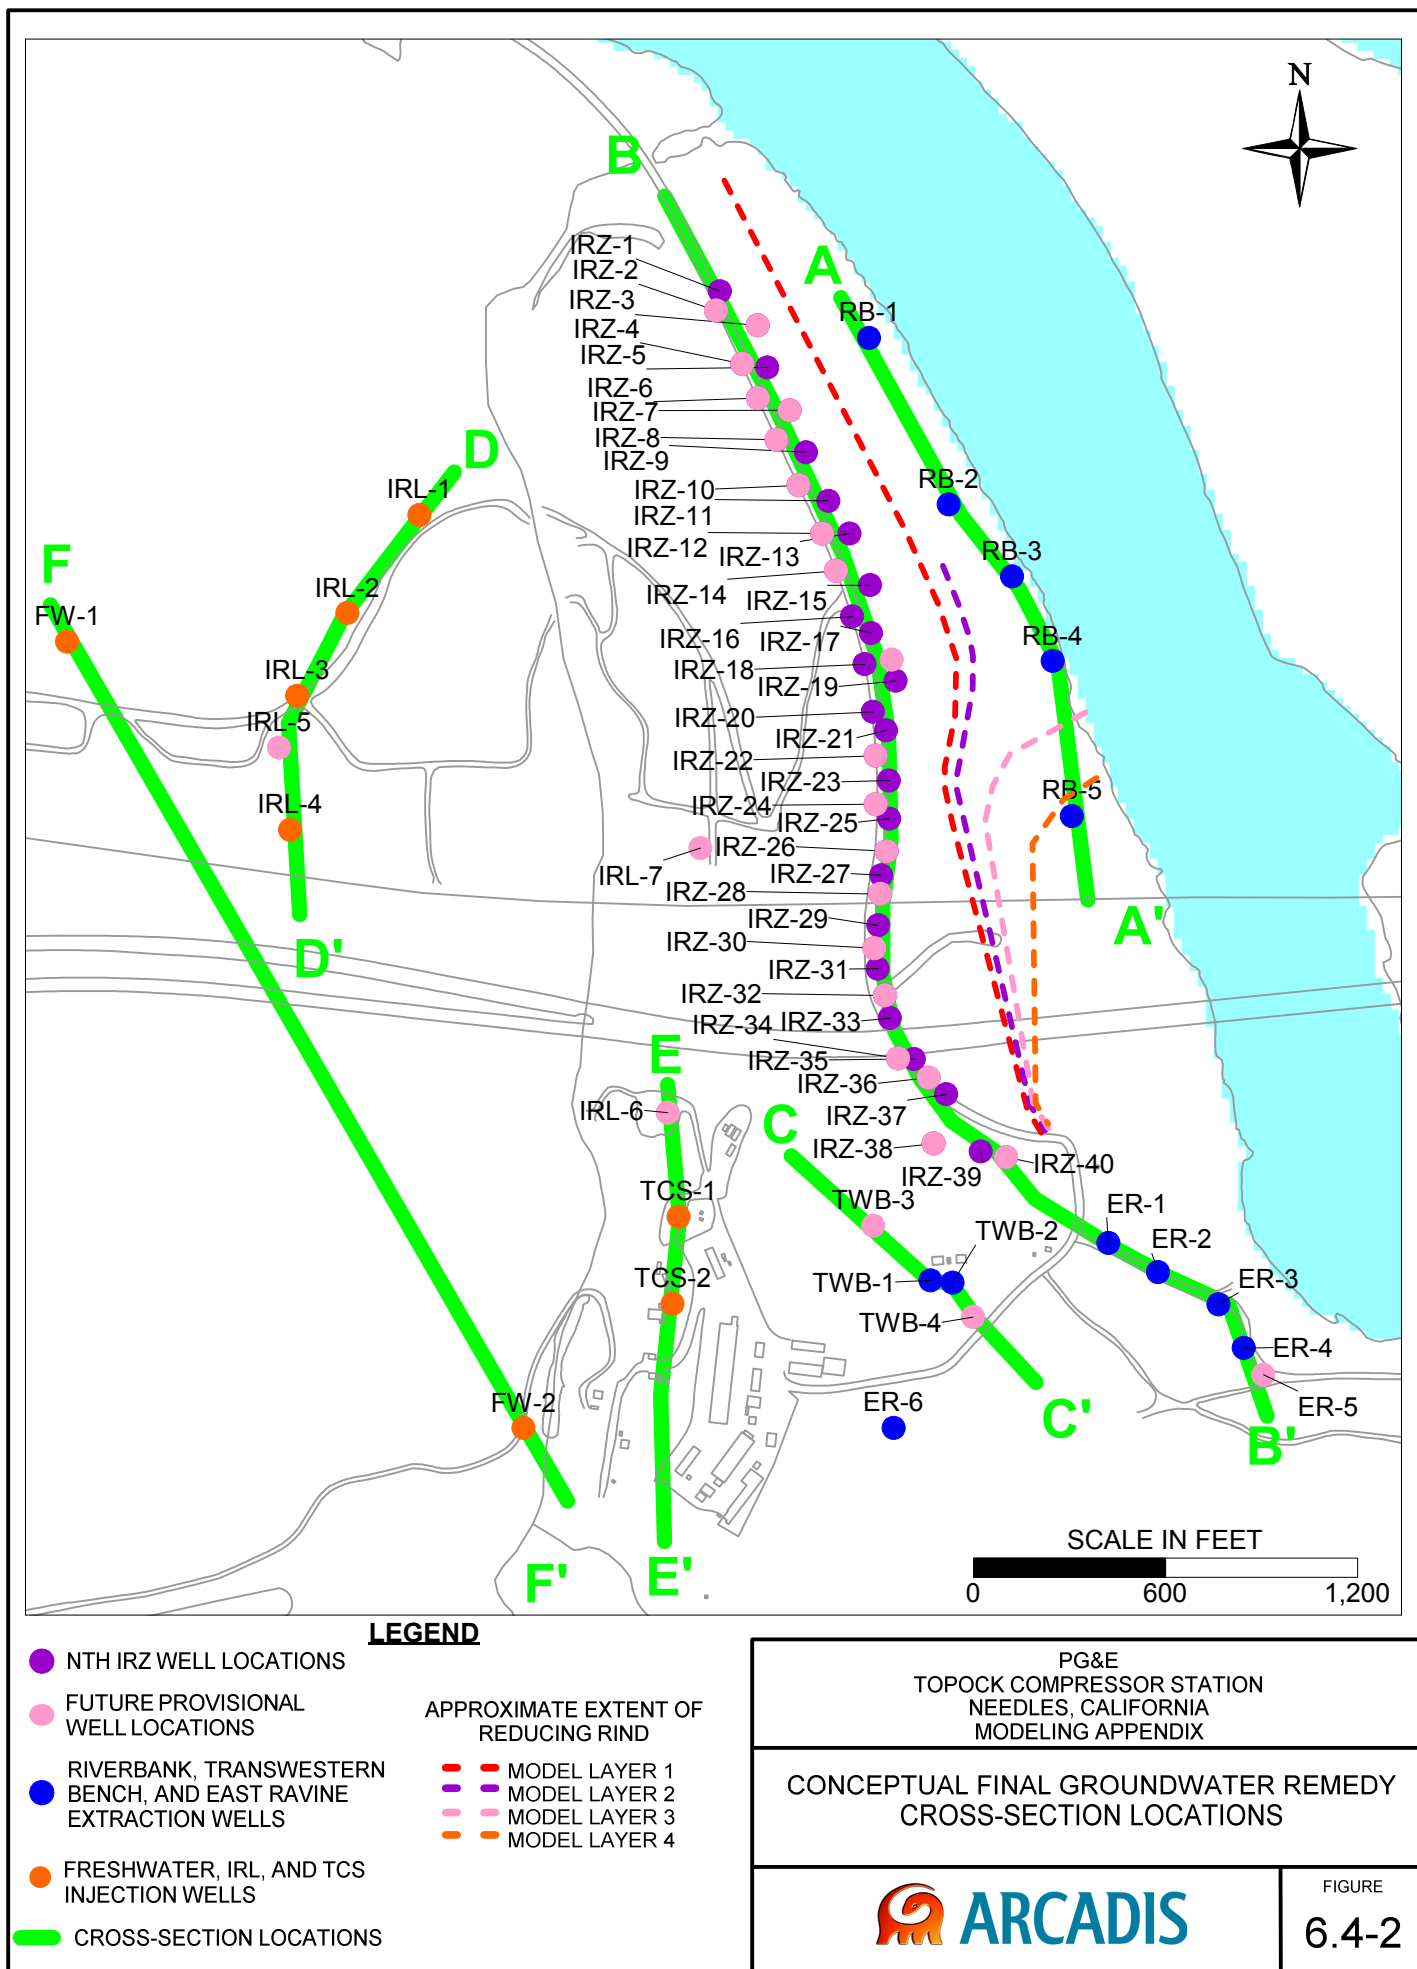 N
B
IRZ-1
IRZ-2
IRZ-3
IRZ-4
IRZ-5
IRZ-6
IRZ-7
IRZ-8
IRZ-9
IRZ-10
IRZ-11
IRZ-12
IRZ-13
IRZ-14
IRZ-15
IRZ-16
IRZ-17
IRZ-18
IRZ-19
IRZ-20
IRZ-21
IRZ-22
IRZ-23
IRZ-24
IRZ-25
IRZ-26
IRZ-27
IRZ-28
IRZ-29
IRZ-30
IRZ-31
IRZ-32
IRZ-33
IRZ-34
IRZ-35
IRZ-36
IRZ-37
IRZ-38
IRZ-39
IRZ-40
A
RB-1
RB-2
RB-3
RB-4
RB-5
A'
D
IRL-1
IRL-2
IRL-3
IRL-5
IRL-4
D'
F
FW-1
FW-2
F'
IRL-7
E
IRL-6
TCS-1
TCS-2
E'
C
TWB-3
TWB-2
TWB-1
TWB-4
C'
ER-1
ER-2
ER-3
ER-4
ER-5
ER-6
B'
SCALE IN FEET
0 600 1,200
LEGEND
NTH IRZ WELL LOCATIONS
FUTURE PROVISIONAL
WELL LOCATIONS
RIVERBANK, TRANSWESTERN
BENCH, AND EAST RAVINE
EXTRACTION WELLS
FRESHWATER, IRL, AND TCS
INJECTION WELLS
CROSS-SECTION LOCATIONS
APPROXIMATE EXTENT OF
REDUCING RIND
MODEL LAYER 1
MODEL LAYER 2
MODEL LAYER 3
MODEL LAYER 4
PG&E
TOPOCK COMPRESSOR STATION
NEEDLES, CALIFORNIA
MODELING APPENDIX
CONCEPTUAL FINAL GROUNDWATER REMEDY
CROSS-SECTION LOCATIONS
ARCADIS
FIGURE
6.4-2